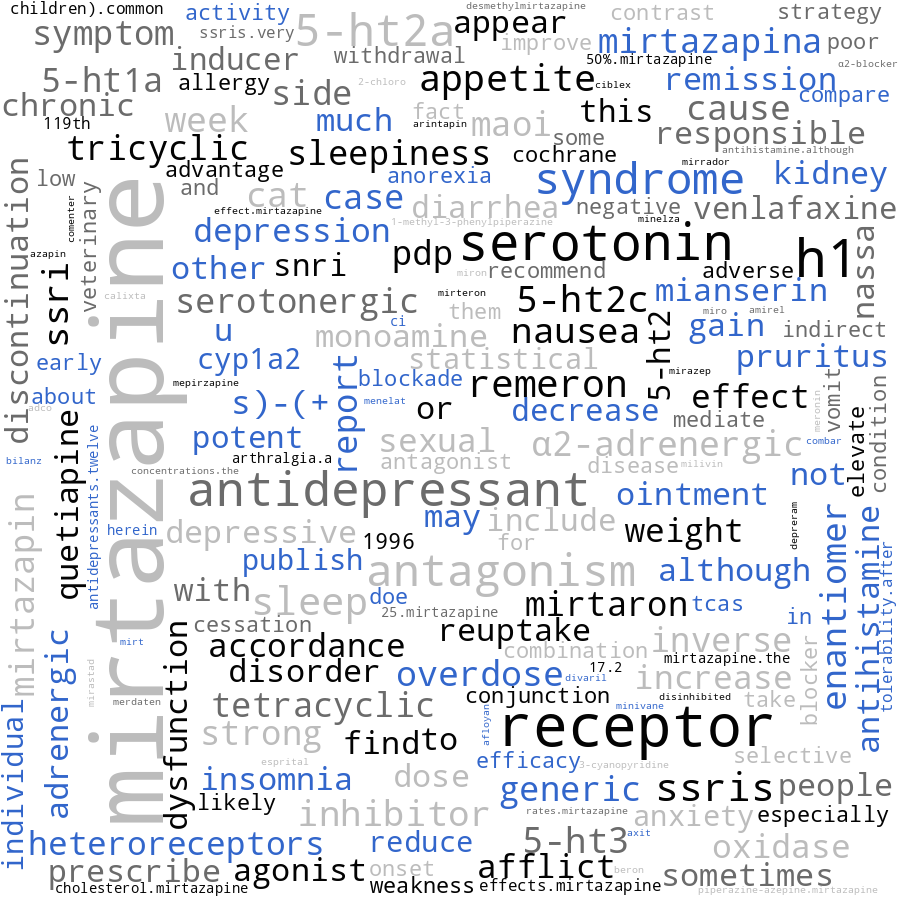 children).common
activity
desmethylmirtazapine
contrast
strategy
symptom
ssris.very
5-ht2a
appear
improve
mirtazapina
poor
inducer
withdrawal
50%.mirtazapine
α2-blocker
5-ht1a
allergy
2-chloro
appetite
ciblex
remission
compare
chronic
side
fact
this
cause
119th
week
much
arintapin
maoi
some
responsible
tricyclic
sleepiness
cochrane
antihistamine.although
advantage
anorexia
mirrador
low
and
cat
case
syndrome
kidney
veterinary
comenter
effect.mirtazapine
diarrhea
negative
venlafaxine
1-methyl-3-phenylpiperazine
minelza
discontinuation
depression
serotonin
nassa
azapin
pdp
h1
ssri
other
snri
miron
recommend
adverse
calixta
mirteron
mianserin
serotonergic
them
5-ht2c
miro
amirel
u
ci
monoamine
nausea
5-ht2
gain
indirect
early
cyp1a2
statistical
pruritus
mirtazapine
mepirzapine
report
blockade
remeron
mirazep
about
s)-(+
menelat
or
decrease
effect
meronin
vomit
condition
adco
mediate
elevate
potent
sexual
α2-adrenergic
combar
bilanz
arthralgia.a
antagonist
disease
milivin
quetiapine
antidepressants.twelve
concentrations.the
not
antidepressant
ointment
mirtazapin
herein
depressive
may
include
weight
depreram
1996
for
enantiomer
antihistamine
publish
antagonism
although
tolerability.after
with
sleep
doe
25.mirtazapine
mirtaron
tcas
in
cessation
reuptake
mirt
accordance
combination
inverse
blocker
adrenergic
disorder
overdose
17.2
mirtazapine.the
mirastad
divaril
increase
merdaten
dysfunction
tetracyclic
conjunction
disinhibited
take
individual
strong
afloyan
minivane
receptor
find
to
esprital
efficacy
3-cyanopyridine
selective
insomnia
dose
generic
ssris
people
likely
inhibitor
rates.mirtazapine
anxiety
especially
heteroreceptors
reduce
5-ht3
axit
oxidase
prescribe
agonist
onset
afflict
beron
sometimes
cholesterol.mirtazapine
weakness
effects.mirtazapine
piperazine-azepine.mirtazapine